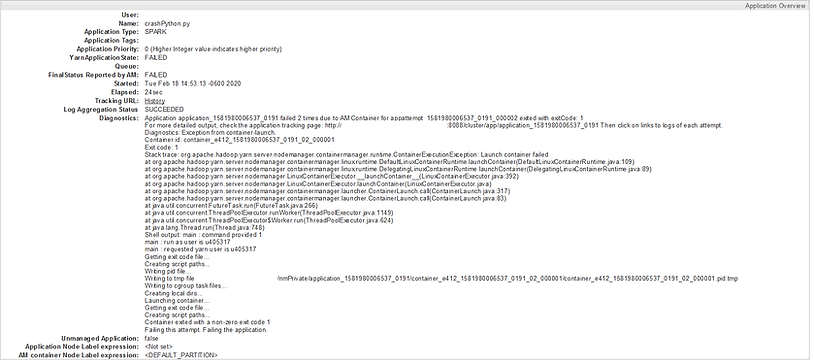 Application Overview
User:
Name: crashPython.py
Application Type: SPARK
Application Tags:
Application Priority: 0 (Higher Integer value indicates higher priority)
YarnApplicationState: FAILED
Queue:
FinalStatus Reported by AM: FAILED
Started: Tue Feb 18 14:53:13 -0600 2020
Elapsed: 24sec
Tracking URL: History
Log Aggregation Status SUCCEEDED
Diagnostics: Application application_1581980006537_0191 failed 2 times due to AM Container for appattempt_1581980006537_0191_000002 exited with exitCode: 1
For more detailed output, check the application tracking page: http:// :8088/cluster/app/application_1581980006537_0191 Then click on links to logs of each attempt.
Diagnostics: Exception from container-launch.
Container id: container_e412_1581980006537_0191_02_000001
Exit code: 1
Stack trace: org.apache.hadoop.yarn.server.nodemanager.containermanager.runtime.ContainerExecutionException: Launch container failed
at org.apache.hadoop.yarn.server.nodemanager.containermanager.linux.runtime.DefaultLinuxContainerRuntime.launchContainer(DefaultLinuxContainerRuntime.java:109)
at org.apache.hadoop.yarn.server.nodemanager.containermanager.linux.runtime.DelegatingLinuxContainerRuntime.launchContainer(DelegatingLinuxContainerRuntime.java:89)
at org.apache.hadoop.yarn.server.nodemanager.LinuxContainerExecutor.__launchContainer__(LinuxContainerExecutor.java:392)
at org.apache.hadoop.yarn.server.nodemanager.LinuxContainerExecutor.launchContainer(LinuxContainerExecutor.java)
at org.apache.hadoop.yarn.server.nodemanager.containermanager.launcher.ContainerLaunch.call(ContainerLaunch.java:317)
at org.apache.hadoop.yarn.server.nodemanager.containermanager.launcher.ContainerLaunch.call(ContainerLaunch.java:83)
at java.util.concurrent.FutureTask.run(FutureTask.java:266)
at java.util.concurrent.ThreadPoolExecutor.runWorker(ThreadPoolExecutor.java:1149)
at java.util.concurrent.ThreadPoolExecutor$Worker.run(ThreadPoolExecutor.java:624)
at java.lang.Thread.run(Thread.java:748)
Shell output: main : command provided 1
main : run as user is u405317
main : requested yarn user is u405317
Getting exit code file...
Creating script paths...
Writing pid file...
Writing to tmp file /nmPrivate/application_1581980006537_0191/container_e412_1581980006537_0191_02_000001/container_e412_1581980006537_0191_02_000001.pid.tmp
Writing to cgroup task files...
Creating local dirs...
Launching container...
Getting exit code file...
Creating script paths...
Container exited with a non-zero exit code 1
Failing this attempt. Failing the application.
Unmanaged Application: false
Application Node Label expression: <Not set>
AM container Node Label expression: <DEFAULT_PARTITION>